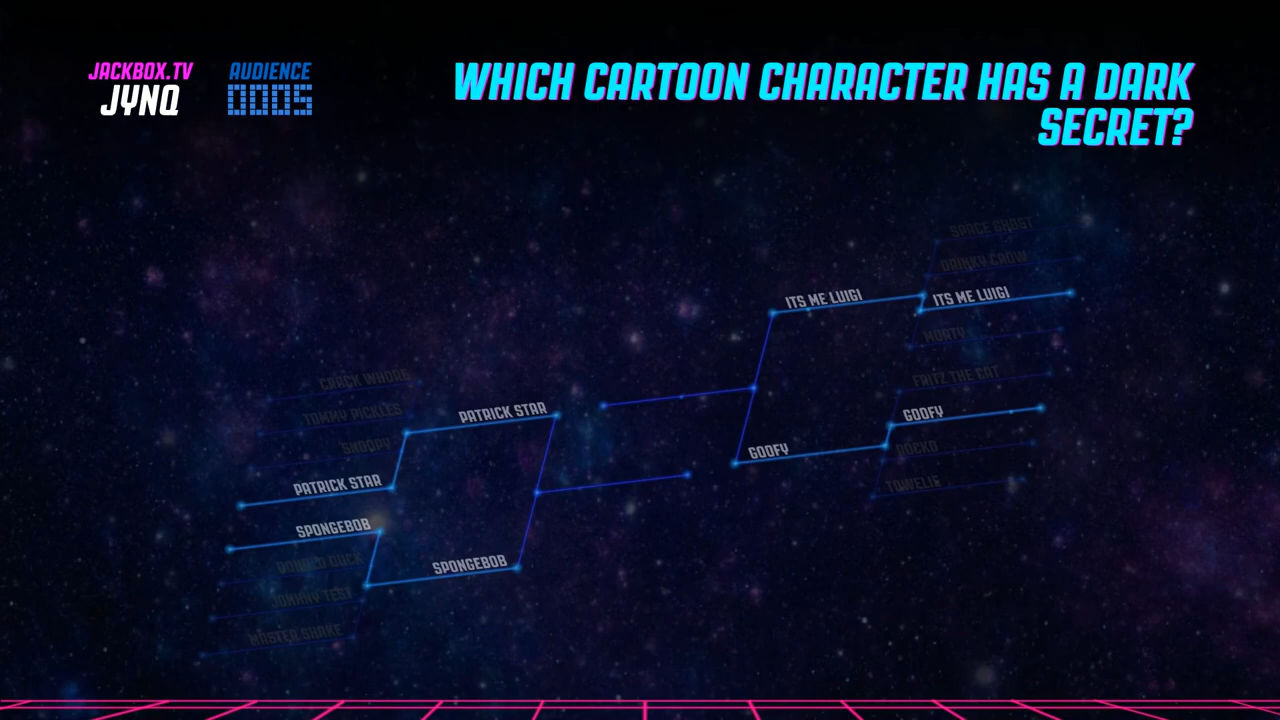 JACKBOX.TV
JYNQ
AUDIENCE
0005
WHICH CARTOON CHARACTER HAS A DARK
SECRET?
CRACK WHORE
TOMMY PICKLES
SNOOPY
PATRICK STAR
SPONGEBOB
DONALD DUCK
JOHNNY TEST
MASTER SHAKE
PATRICK STAR
SPONGEBOB
ITS ME LUIGI
GOOFY
SPACE GHOST
DRINKY CROW
ITS ME LUIGI
MORTY
FRITZ THE CAT
GOOFY
ROCKO
TOWELIE